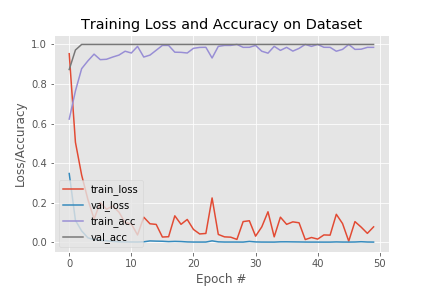 Training Loss and Accuracy on Dataset
Loss/Accuracy
1.0
0.8
0.6
0.4
0.2
0.0
train_loss
val_loss
train_acc
val_acc
0 10 20 30 40 50
Epoch #